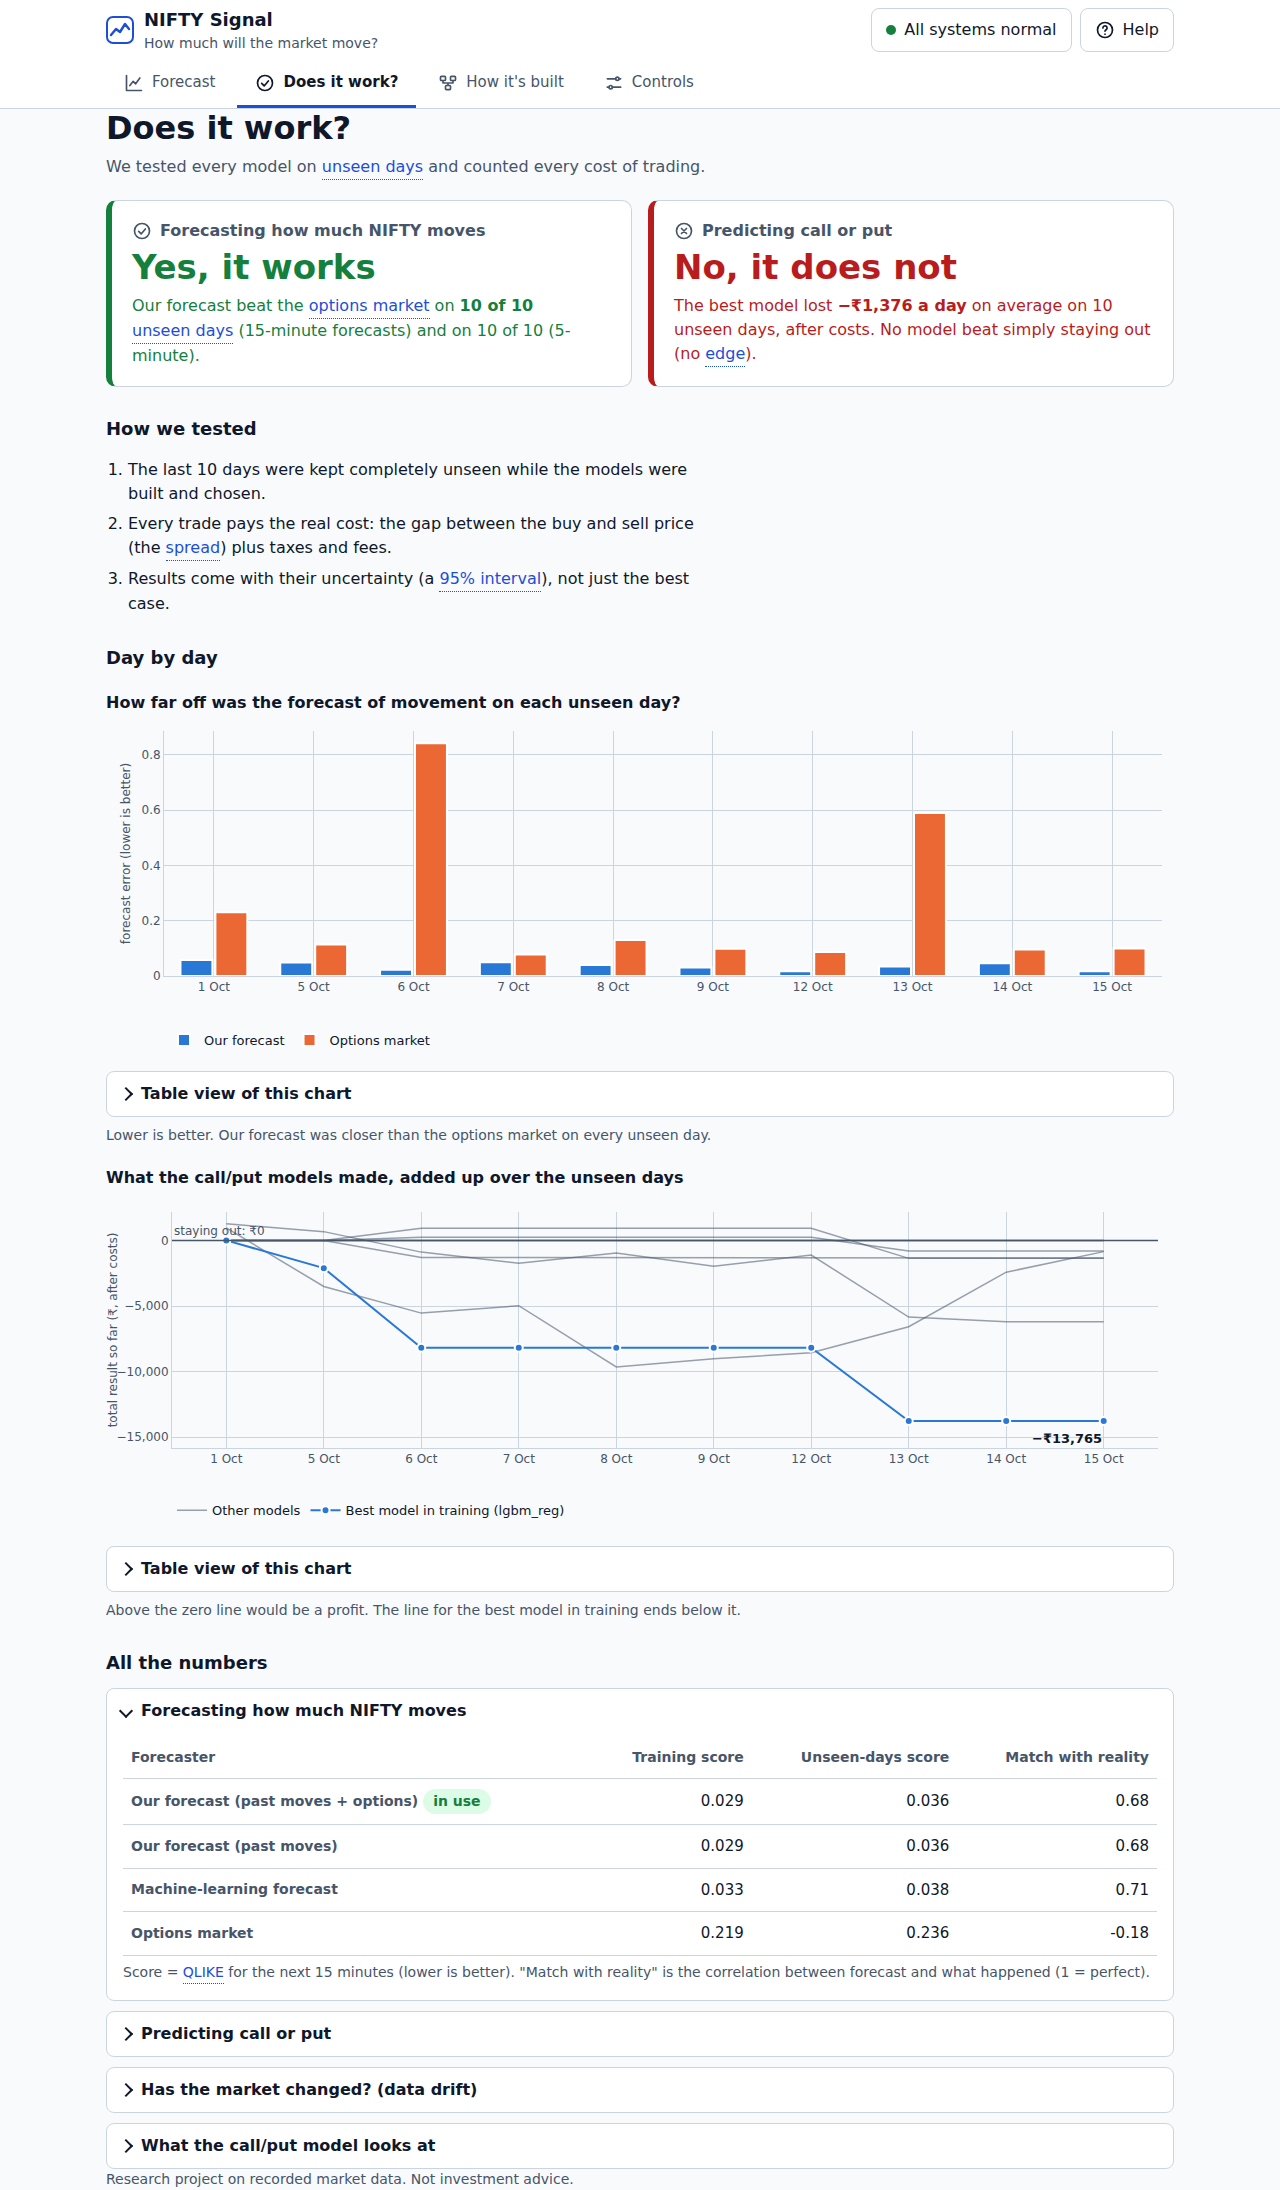 NIFTY Signal
How much will the market move?
All systems normal
Help
Forecast
Does it work?
How it's built
Controls
Does it work?
We tested every model on unseen days and counted every cost of trading.
Forecasting how much NIFTY moves
Yes, it works
Our forecast beat the options market on 10 of 10
unseen days (15-minute forecasts) and on 10 of 10 (5-
minute).
Predicting call or put
No, it does not
The best model lost −₹1,376 a day on average on 10
unseen days, after costs. No model beat simply staying out
(no edge).
How we tested
1. The last 10 days were kept completely unseen while the models were
built and chosen.
2. Every trade pays the real cost: the gap between the buy and sell price
(the spread) plus taxes and fees.
3. Results come with their uncertainty (a 95% interval), not just the best
case.
Day by day
How far off was the forecast of movement on each unseen day?
forecast error (lower is better)
0.8
0.6
0.4
0.2
0
1 Oct
5 Oct
6 Oct
7 Oct
8 Oct
9 Oct
12 Oct
13 Oct
14 Oct
15 Oct
Our forecast
Options market
Table view of this chart
Lower is better. Our forecast was closer than the options market on every unseen day.
What the call/put models made, added up over the unseen days
total result so far (₹, after costs)
staying out: ₹0
0
−5,000
−10,000
−15,000
−₹13,765
1 Oct
5 Oct
6 Oct
7 Oct
8 Oct
9 Oct
12 Oct
13 Oct
14 Oct
15 Oct
Other models
Best model in training (lgbm_reg)
Table view of this chart
Above the zero line would be a profit. The line for the best model in training ends below it.
All the numbers
Forecasting how much NIFTY moves
Forecaster Training score Unseen-days score Match with reality
Our forecast (past moves + options) in use 0.029 0.036 0.68
Our forecast (past moves) 0.029 0.036 0.68
Machine-learning forecast 0.033 0.038 0.71
Options market 0.219 0.236 -0.18
Score = QLIKE for the next 15 minutes (lower is better). "Match with reality" is the correlation between forecast and what happened (1 = perfect).
Predicting call or put
Has the market changed? (data drift)
What the call/put model looks at
Research project on recorded market data. Not investment advice.